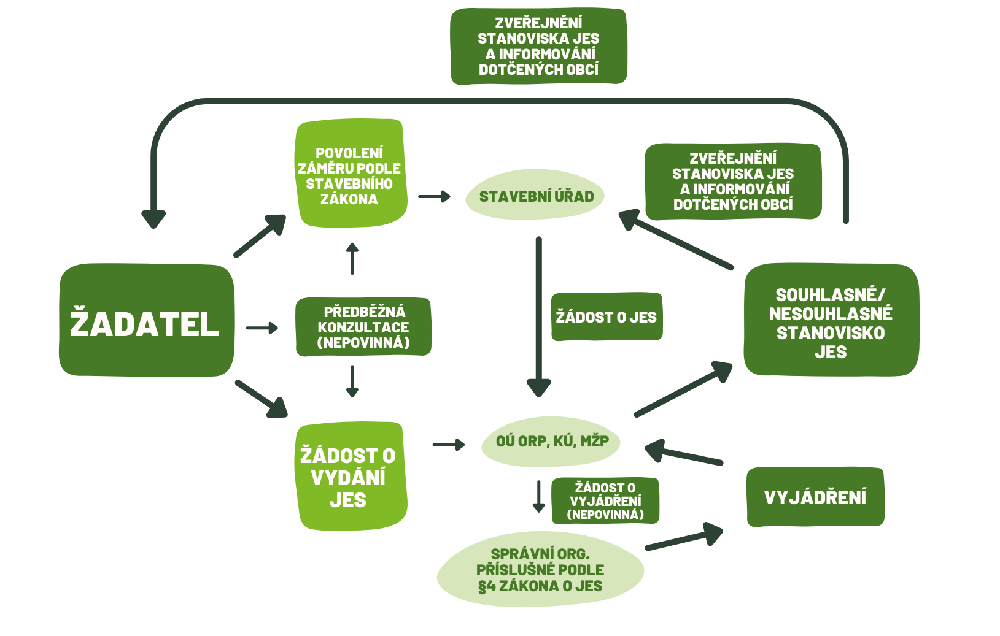 ZVEŘEJNĚNÍ
STANOVISKA JES
A INFORMOVÁNÍ
DOTČENÝCH OBCÍ
POVOLENÍ
ZÁMĚRU PODLE
STAVEBNÍHO
ZÁKONA
STAVEBNÍ ÚŘAD
ZVEŘEJNĚNÍ
STANOVISKA JES
A INFORMOVÁNÍ
DOTČENÝCH OBCÍ
ŽADATEL
PŘEDBĚŽNÁ
KONZULTACE
(NEPOVINNÁ)
ŽÁDOST O JES
SOUHLASNÉ/
NESOUHLASNÉ
STANOVISKO
JES
ŽÁDOST O
VYDÁNÍ
JES
OÚ ORP, KÚ, MŽP
ŽÁDOST O
VYJÁDŘENÍ
(NEPOVINNÁ)
VYJÁDŘENÍ
SPRÁVNÍ ORG.
PŘÍSLUŠNÉ PODLE
§4 ZÁKONA O JES